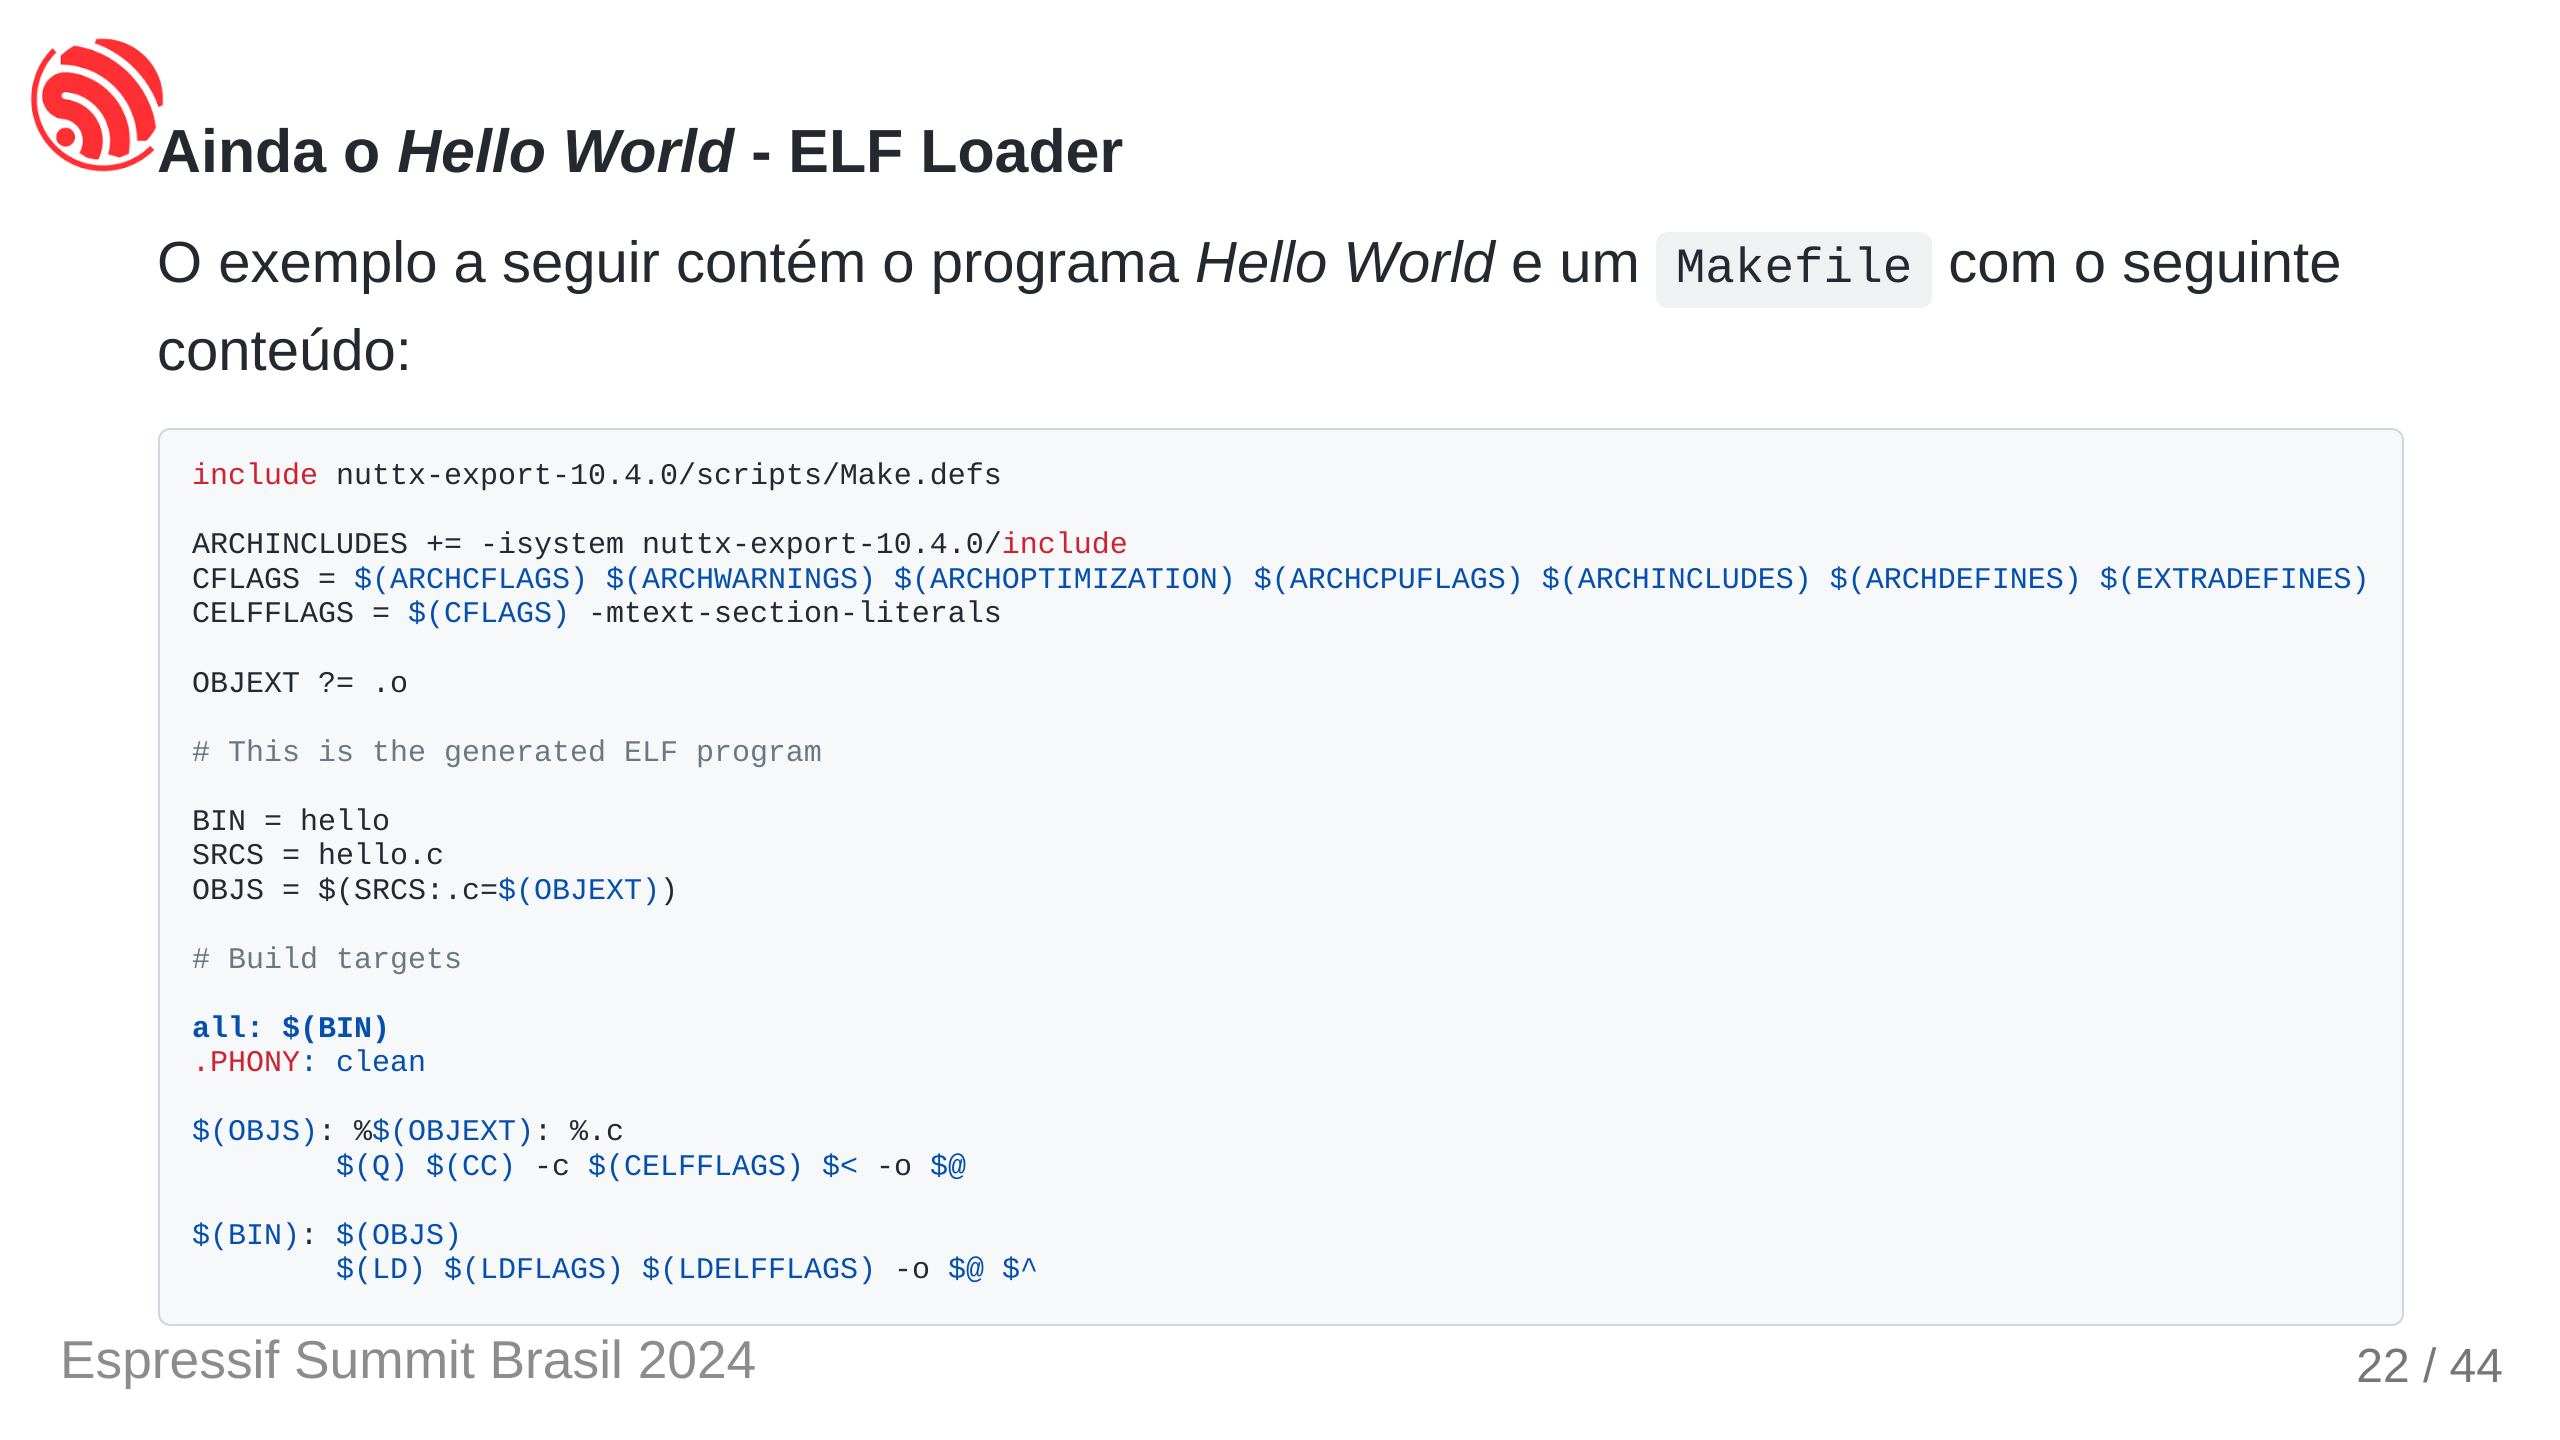 Ainda o Hello World - ELF Loader
O exemplo a seguir contém o programa Hello World e um Makefile com o seguinte
conteúdo:
include nuttx-export-10.4.0/scripts/Make.defs
ARCHINCLUDES += -isystem nuttx-export-10.4.0/include
CFLAGS = $(ARCHCFLAGS) $(ARCHWARNINGS) $(ARCHOPTIMIZATION) $(ARCHCPUFLAGS) $(ARCHINCLUDES) $(ARCHDEFINES) $(EXTRADEFINES)
CELFFLAGS = $(CFLAGS) -mtext-section-literals
OBJEXT ?= .o
# This is the generated ELF program
BIN = hello
SRCS = hello.c
OBJS = $(SRCS:.c=$(OBJEXT))
# Build targets
all: $(BIN)
.PHONY: clean
$(OBJS): %$(OBJEXT): %.c
        $(Q) $(CC) -c $(CELFFLAGS) $< -o $@
$(BIN): $(OBJS)
        $(LD) $(LDFLAGS) $(LDELFFLAGS) -o $@ $^
Espressif Summit Brasil 2024
22 / 44